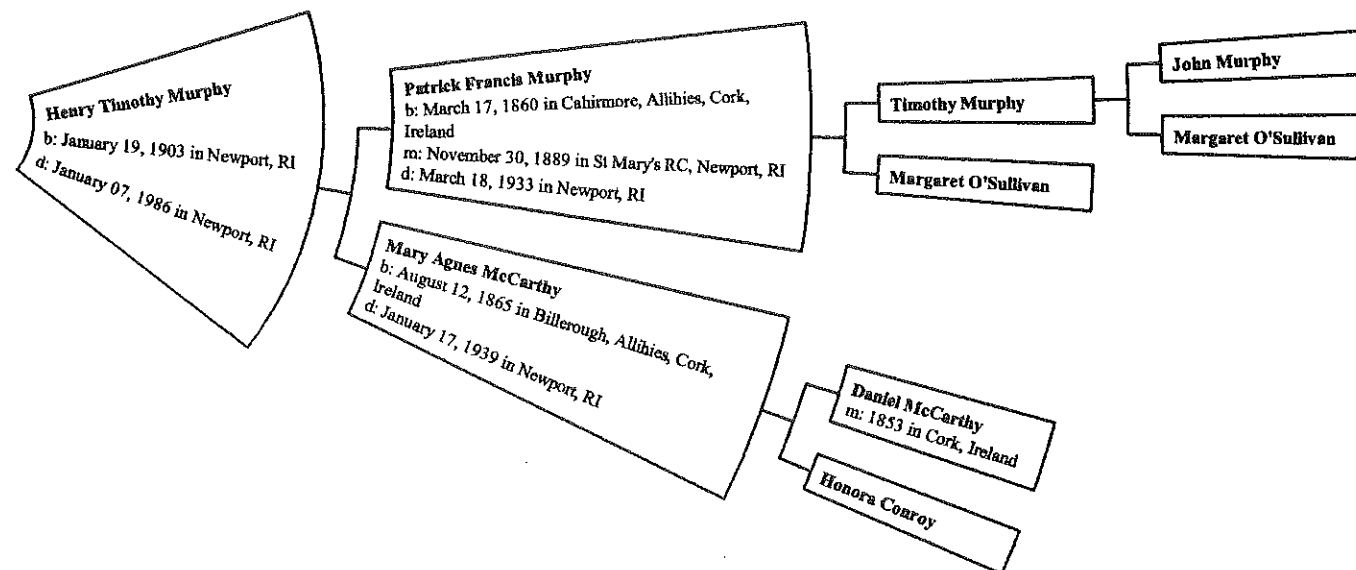 Henry Timothy Murphy
b: January 19, 1903 in Newport, RI
d: January 07, 1986 in Newport, RI
Patrick Francis Murphy
b: March 17, 1860 in Cahirmore, Allihies, Cork,
Ireland
m: November 30, 1889 in St Mary's RC, Newport, RI
d: March 18, 1933 in Newport, RI
Mary Agnes McCarthy
b: August 12, 1865 in Billerough, Allihies, Cork,
Ireland
d: January 17, 1939 in Newport, RI
Timothy Murphy
Margaret O'Sullivan
John Murphy
Margaret O'Sullivan
Daniel McCarthy
m: 1853 in Cork, Ireland
Honora Conroy